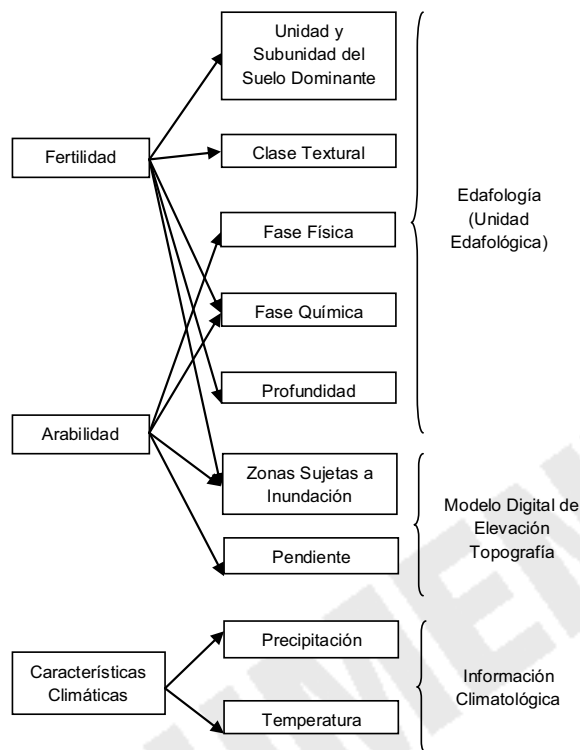 Unidad y
Subunidad del
Suelo Dominante
Fertilidad
Clase Textural
Fase Física
Edafología
(Unidad
Edafológica)
Fase Química
Profundidad
Arabilidad
Zonas Sujetas a
Inundación
Pendiente
Modelo Digital de
Elevación
Topografía
Características
Climáticas
Precipitación
Temperatura
Información
Climatológica